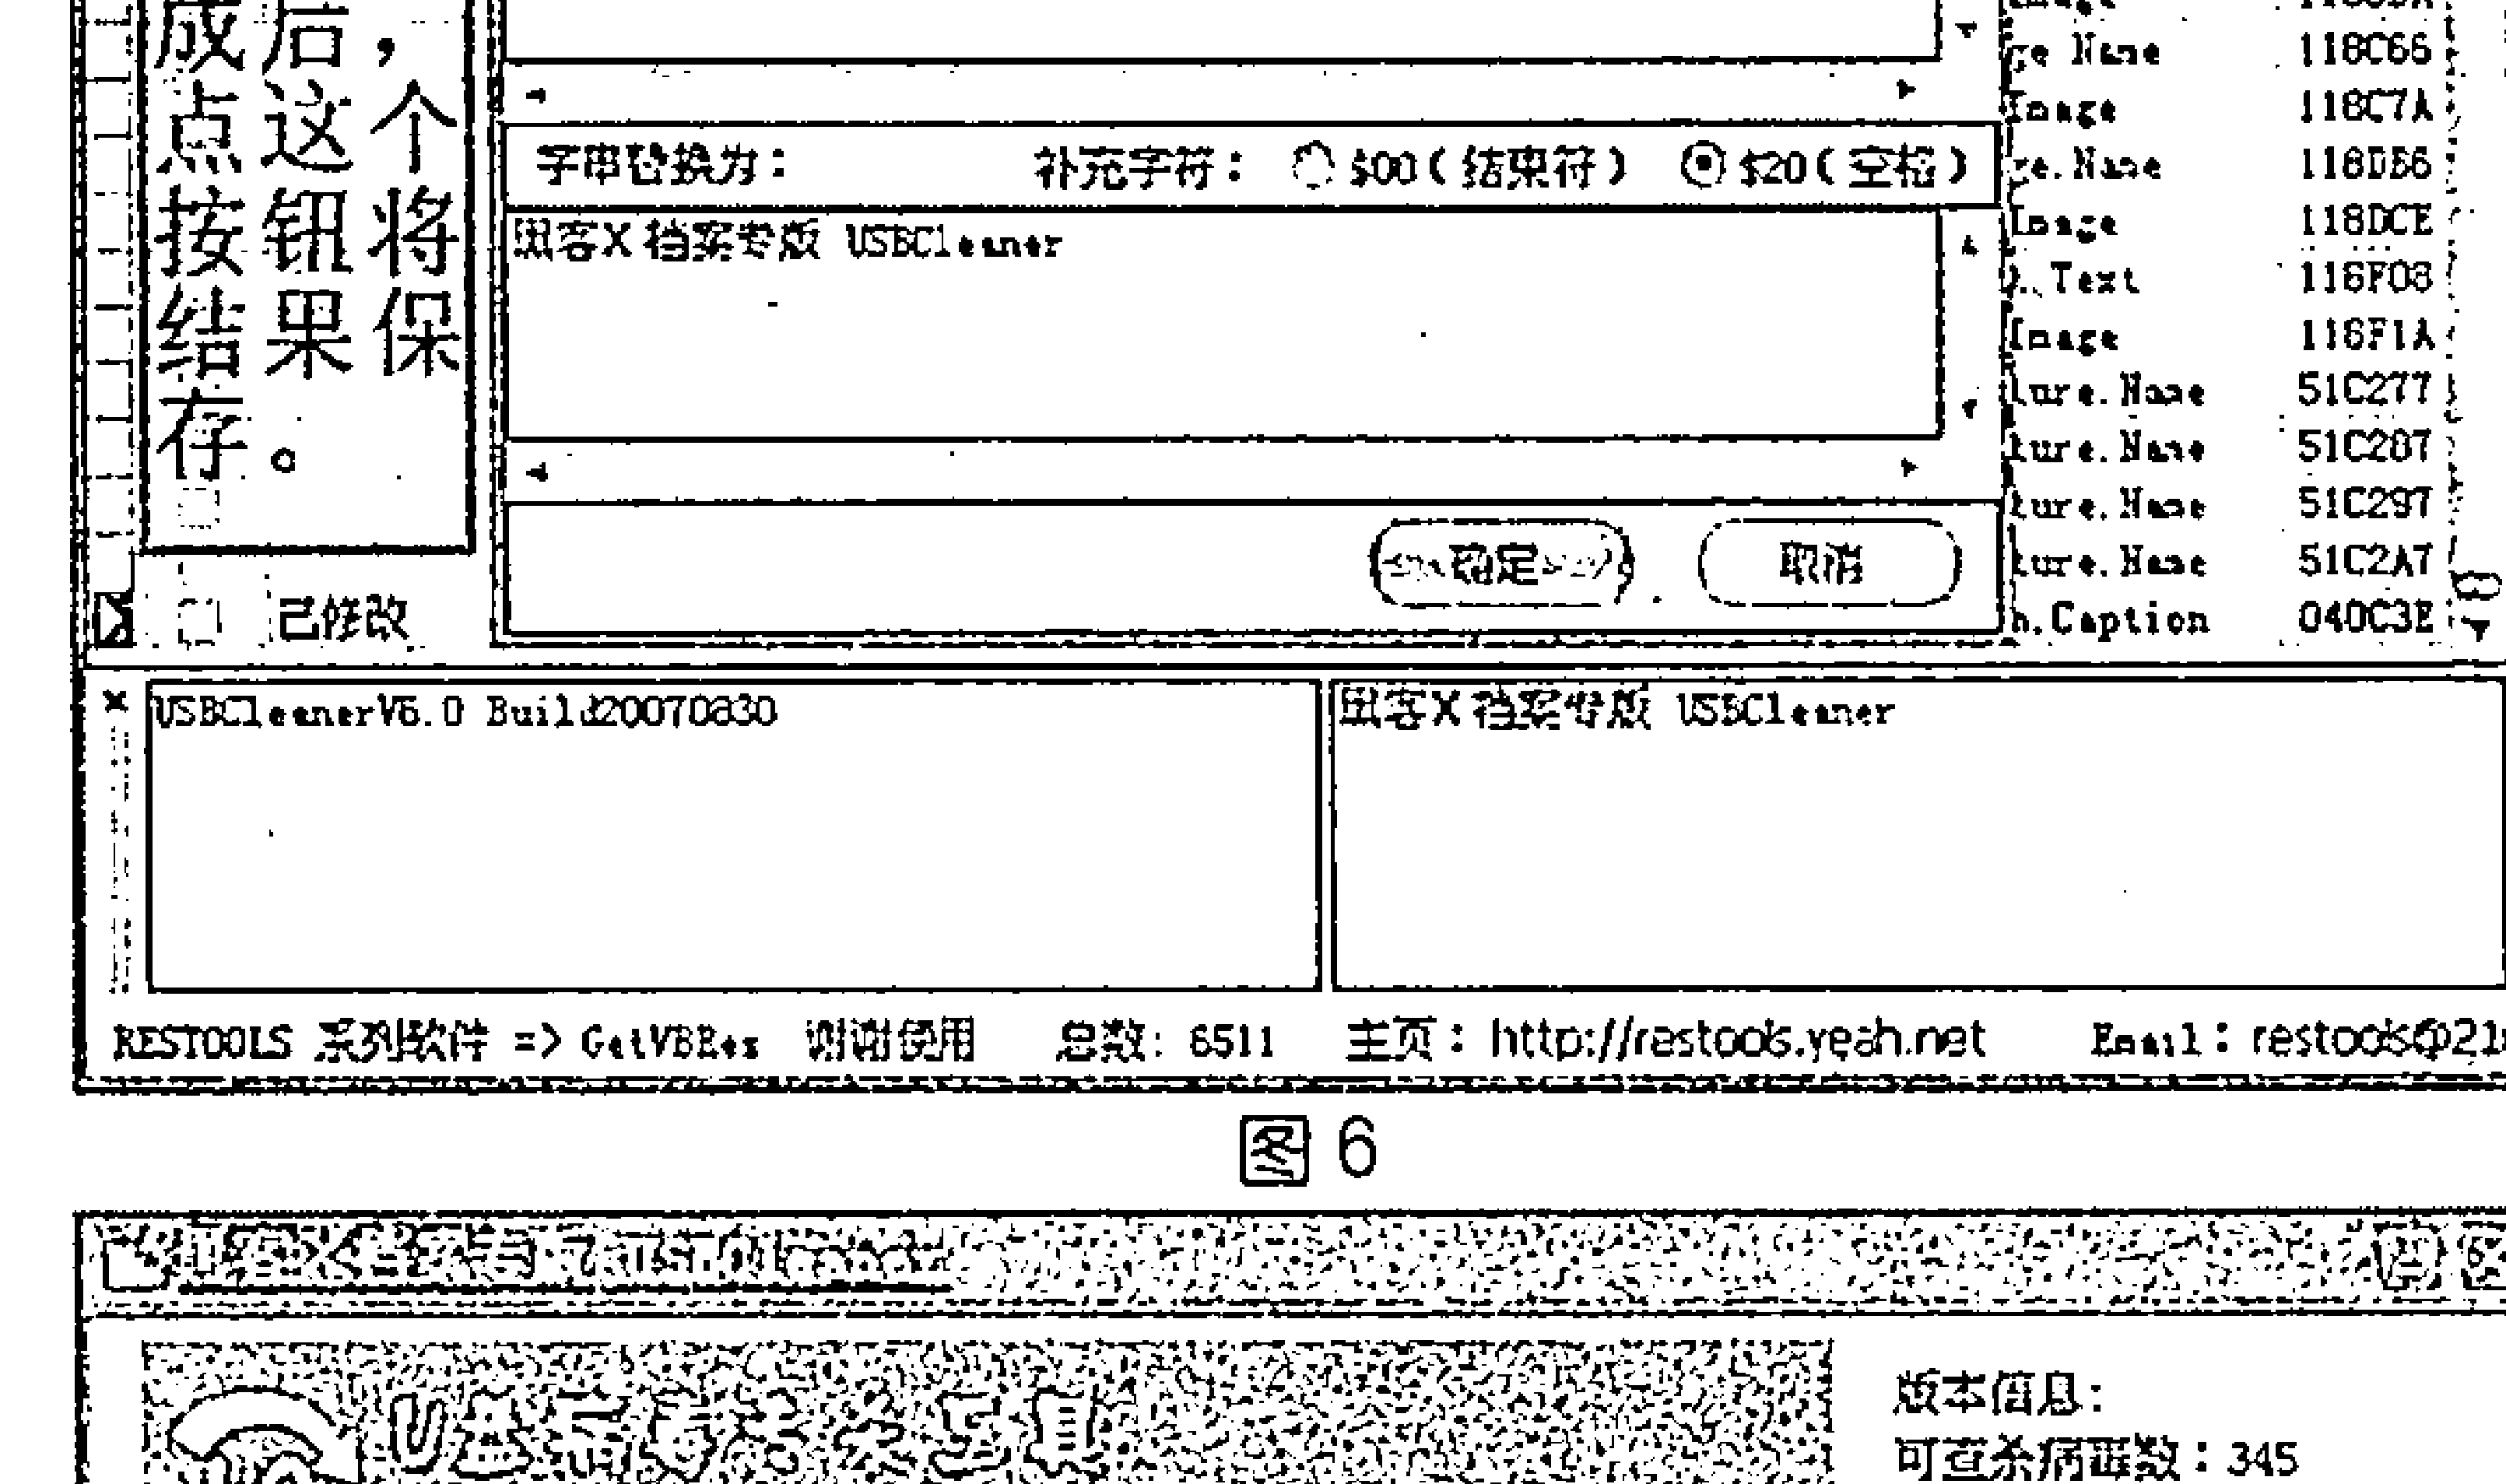 成后，
点这个
按钮将
结果保
存。
已修改
字串替换为：
补充字符： $00（结束符） $20（空格）
黑客X档案专版 USBCleaner
确定
取消
ge.Name 118C66
Image 118C7A
re.Name
Image 118DCE
.Text 116F08
Image 116F1A
ture.Name 51C277
ture.Name 51C287
ture.Name 51C297
ture.Name 51C2A7
h.Caption 040C3E
USBCleanerV6.0 Build20070830
黑客X档案专版 USBCleaner
RESTOOLS 系列软件 => GetVBRes 谢谢使用 总数: 6511 主页：http://restools.yeah.net Email：restools@21
图 6
版本信息:
可查杀病毒数：345